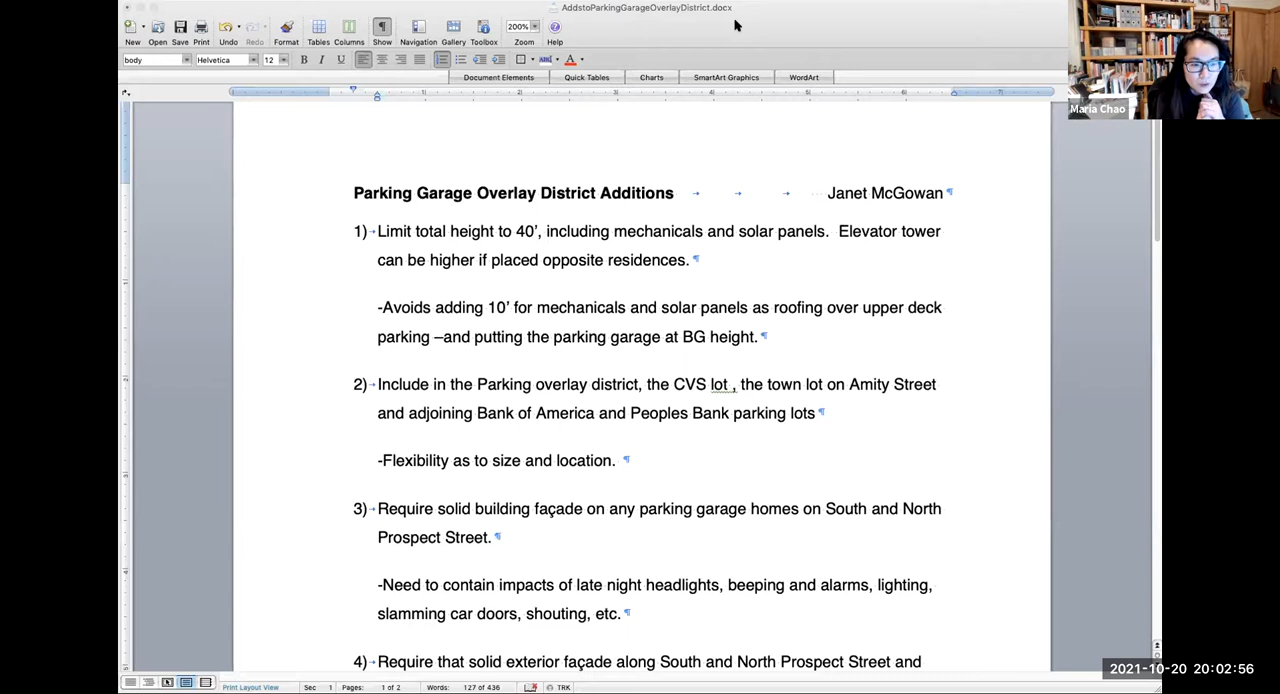 AddstoParkingGarageOverlayDistrict.docx
New Open Save Print Undo Redo Format Tables Columns Show Navigation Gallery Toolbox Zoom Help
200%
body Helvetica 12 B I U
Document Elements Quick Tables Charts SmartArt Graphics WordArt
Maria Chao
Parking Garage Overlay District Additions Janet McGowan
1) Limit total height to 40’, including mechanicals and solar panels. Elevator tower
can be higher if placed opposite residences.
-Avoids adding 10’ for mechanicals and solar panels as roofing over upper deck
parking –and putting the parking garage at BG height.
2) Include in the Parking overlay district, the CVS lot , the town lot on Amity Street
and adjoining Bank of America and Peoples Bank parking lots
-Flexibility as to size and location.
3) Require solid building façade on any parking garage homes on South and North
Prospect Street.
-Need to contain impacts of late night headlights, beeping and alarms, lighting,
slamming car doors, shouting, etc.
4) Require that solid exterior façade along South and North Prospect Street and
Print Layout View Sec 1 Pages: 1 of 2 Words: 127 of 436 TRK
2021-10-20 20:02:56